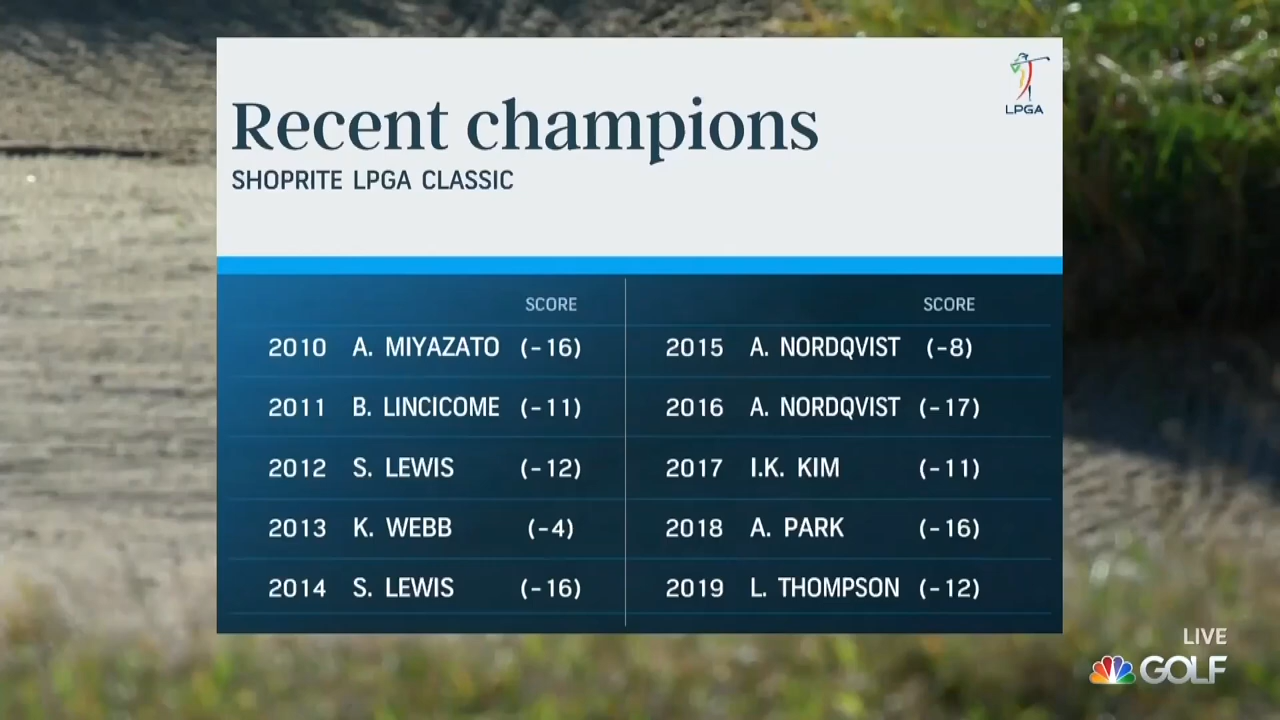 LPGA
Recent champions
SHOPRITE LPGA CLASSIC
SCORE
2010 A. MIYAZATO (-16)
2011 B. LINCICOME (-11)
2012 S. LEWIS (-12)
2013 K. WEBB (-4)
2014 S. LEWIS (-16)
SCORE
2015 A. NORDQVIST (-8)
2016 A. NORDQVIST (-17)
2017 I.K. KIM (-11)
2018 A. PARK (-16)
2019 L. THOMPSON (-12)
LIVE
GOLF